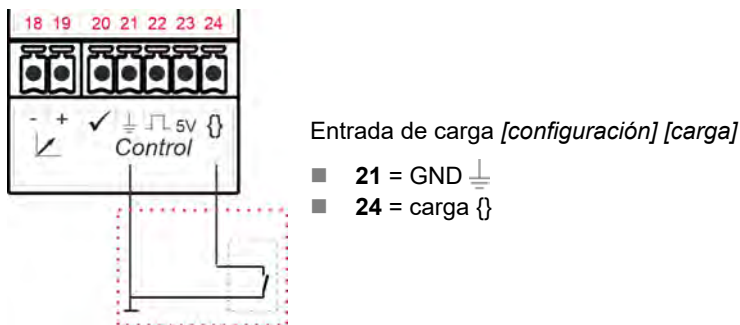 18 19 20 21 22 23 24
- + ✓ ⏚ ⎍ 5V {}
Control
Entrada de carga [configuración] [carga]
■ 21 = GND ⏚
■ 24 = carga {}